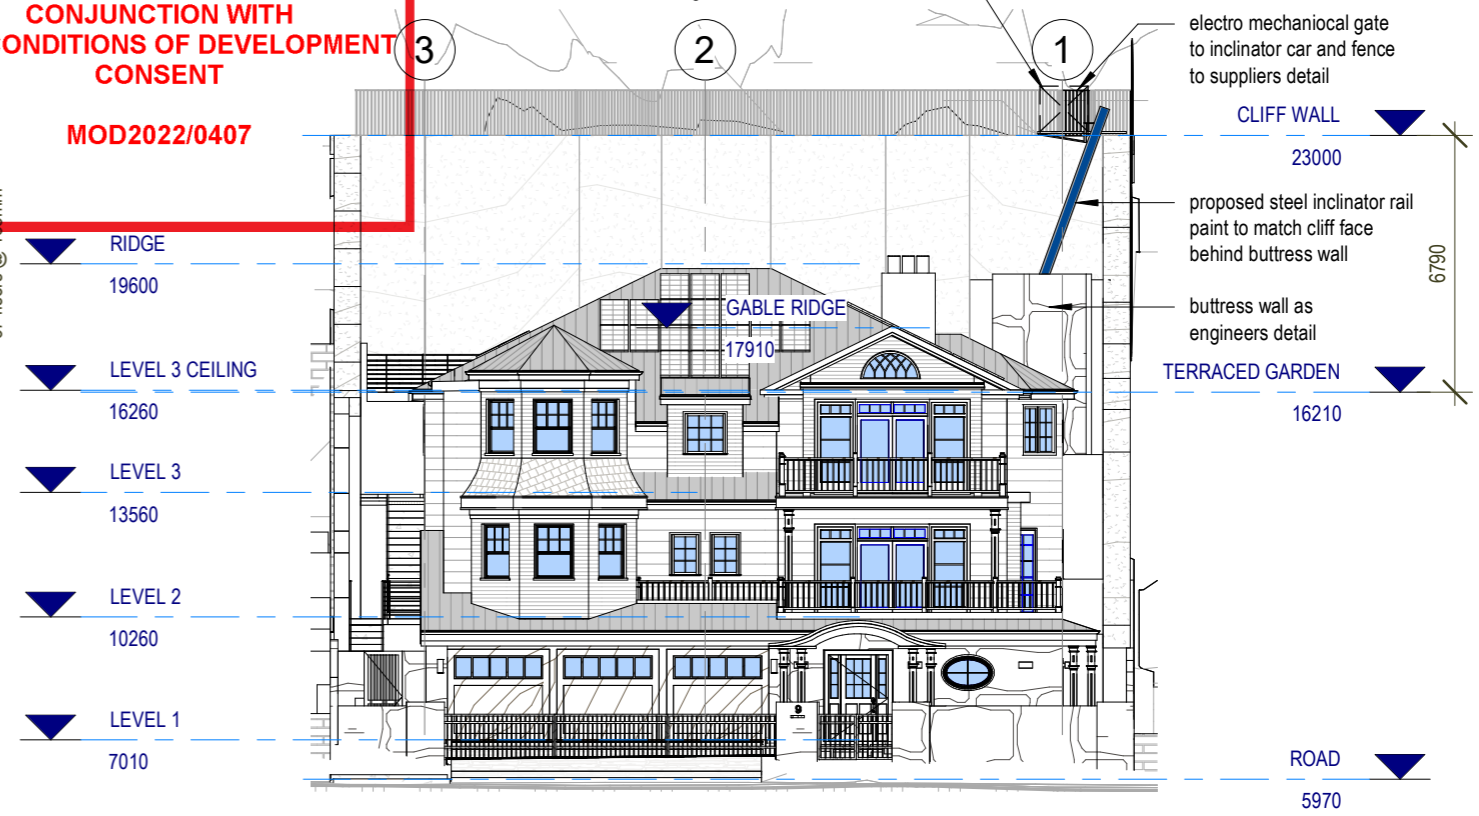 CONJUNCTION WITH
CONDITIONS OF DEVELOPMENT
CONSENT
MOD2022/0407
3
2
1
electro mechaniocal gate
to inclinator car and fence
to suppliers detail
CLIFF WALL
23000
proposed steel inclinator rail
paint to match cliff face
behind buttress wall
6790
buttress wall as
engineers detail
RIDGE
19600
GABLE RIDGE
17910
LEVEL 3 CEILING
16260
TERRACED GARDEN
16210
LEVEL 3
13560
LEVEL 2
10260
9
LEVEL 1
7010
ROAD
5970